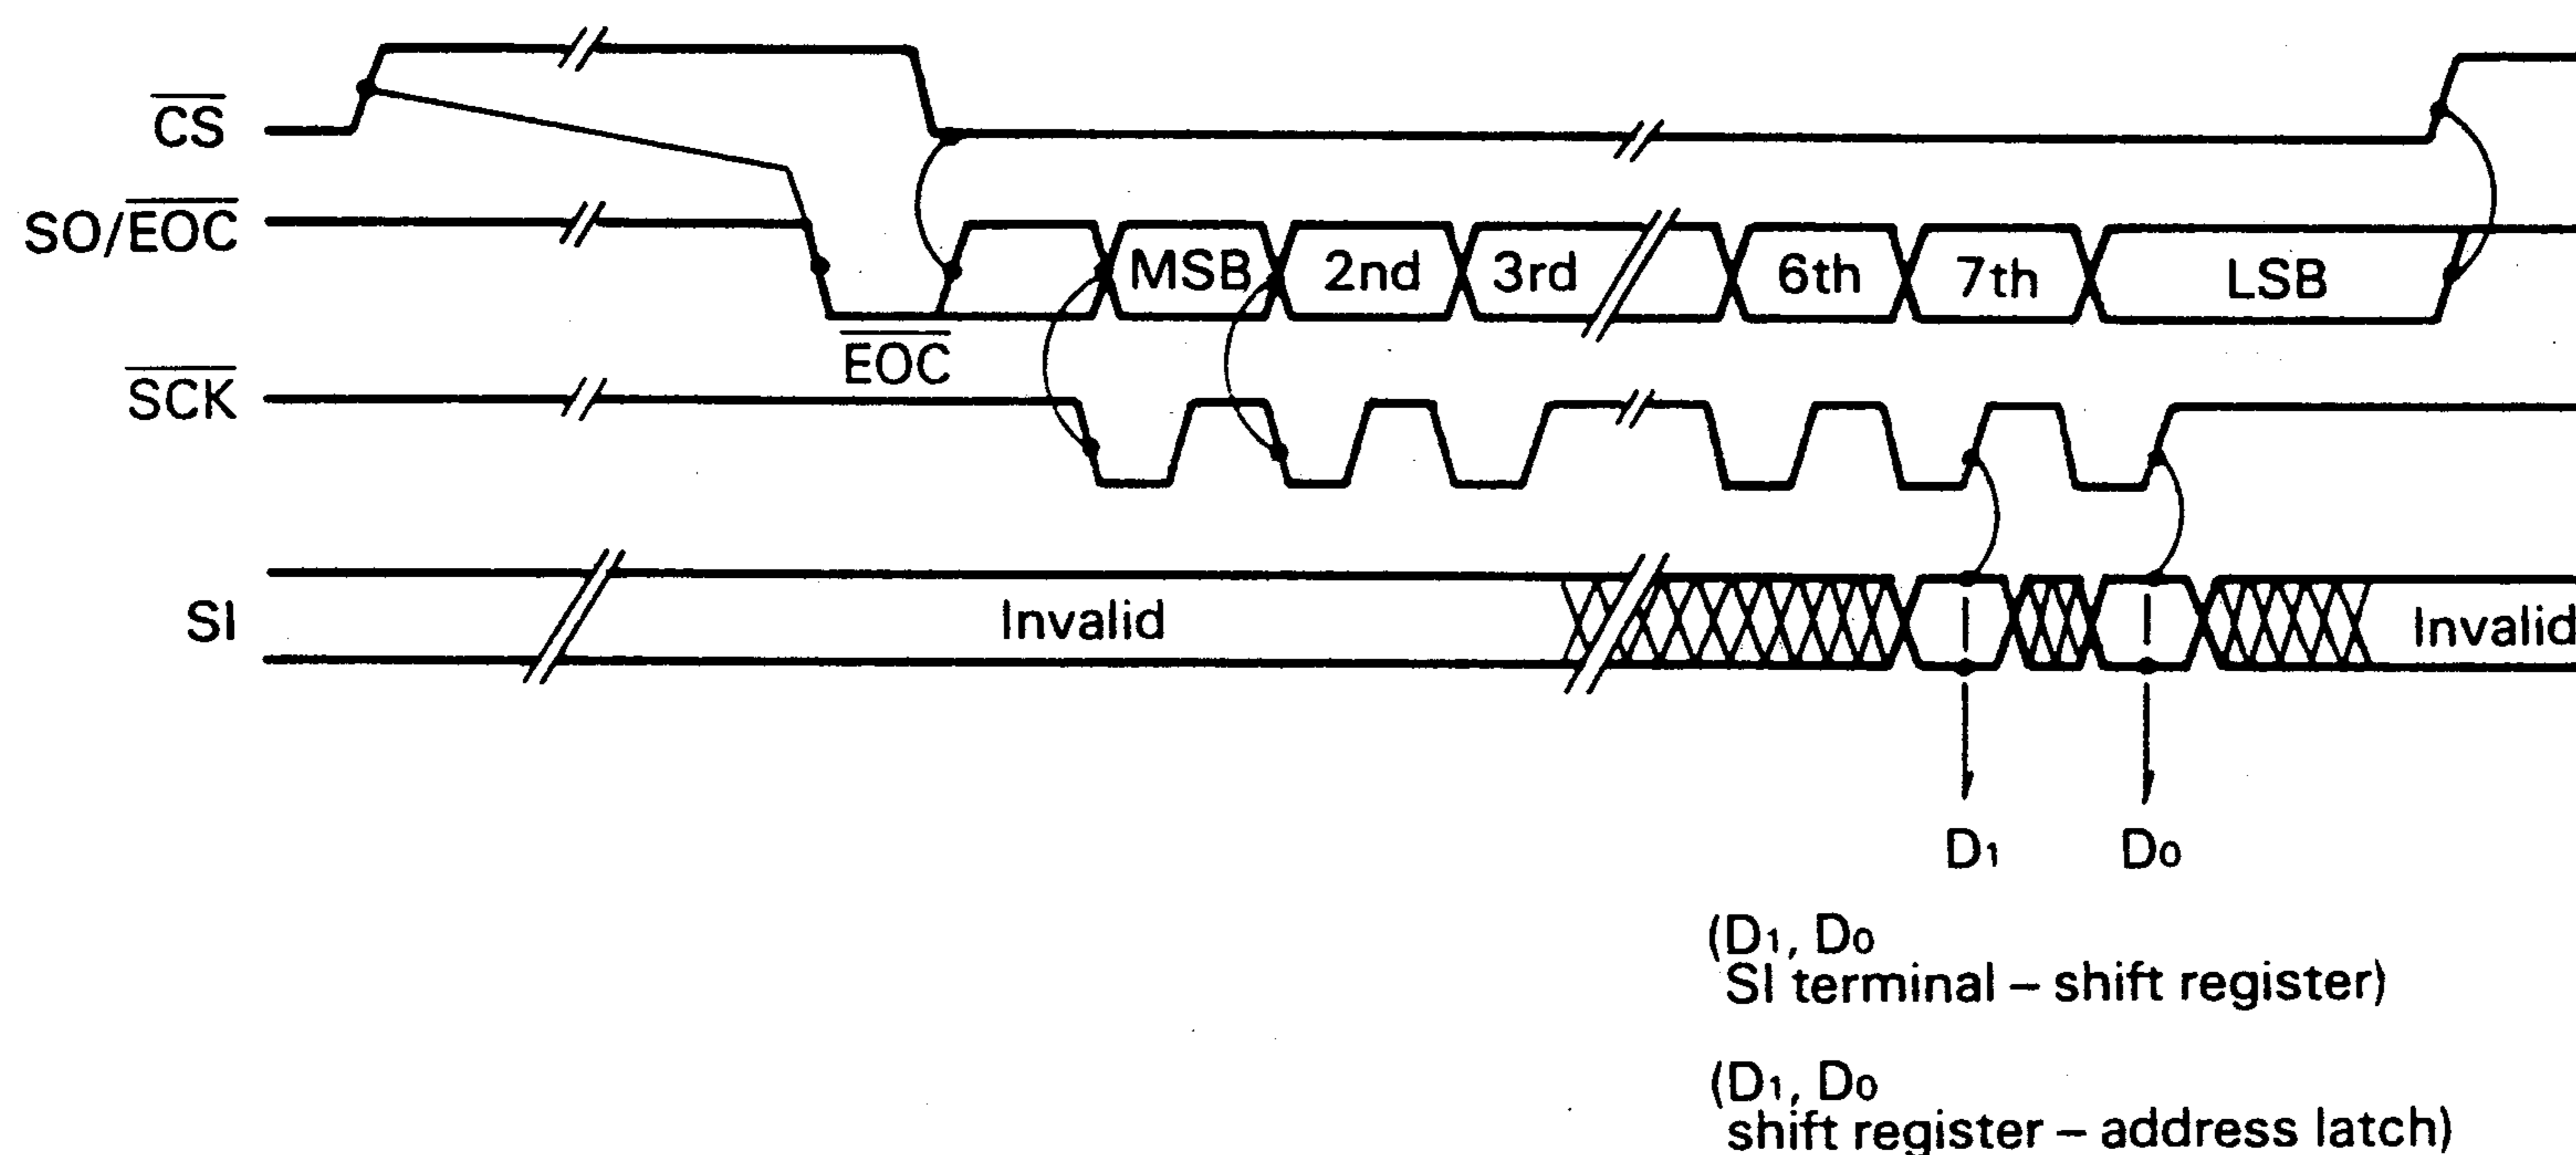 CS
SO/EOC
MSB 2nd 3rd 6th 7th LSB
EOC
SCK
SI Invalid Invalid
D1 D0
(D1, D0
SI terminal – shift register)
(D1, D0
shift register – address latch)